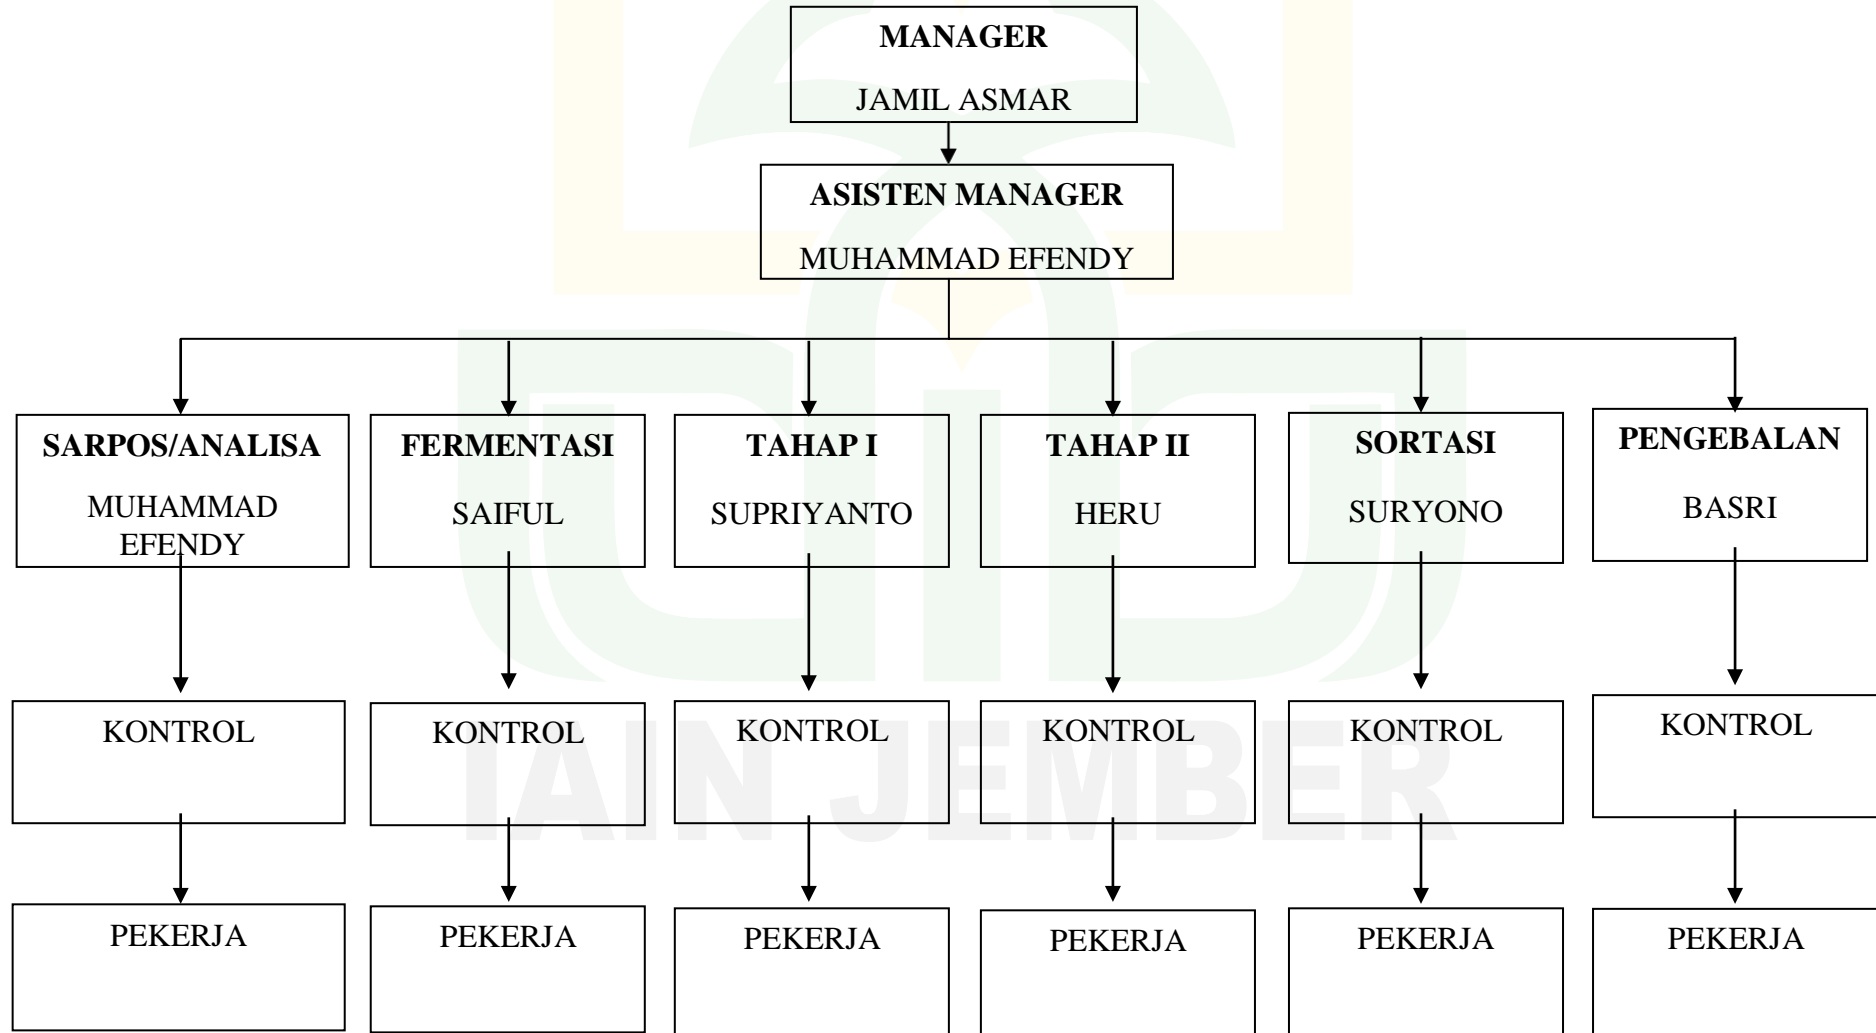 MANAGER
JAMIL ASMAR
ASISTEN MANAGER
MUHAMMAD EFENDY
SARPOS/ANALISA
MUHAMMAD
EFENDY
FERMENTASI
SAIFUL
TAHAP I
SUPRIYANTO
TAHAP II
HERU
SORTASI
SURYONO
PENGEBALAN
BASRI
KONTROL
KONTROL
KONTROL
KONTROL
KONTROL
KONTROL
IAIN JEMBER
PEKERJA
PEKERJA
PEKERJA
PEKERJA
PEKERJA
PEKERJA